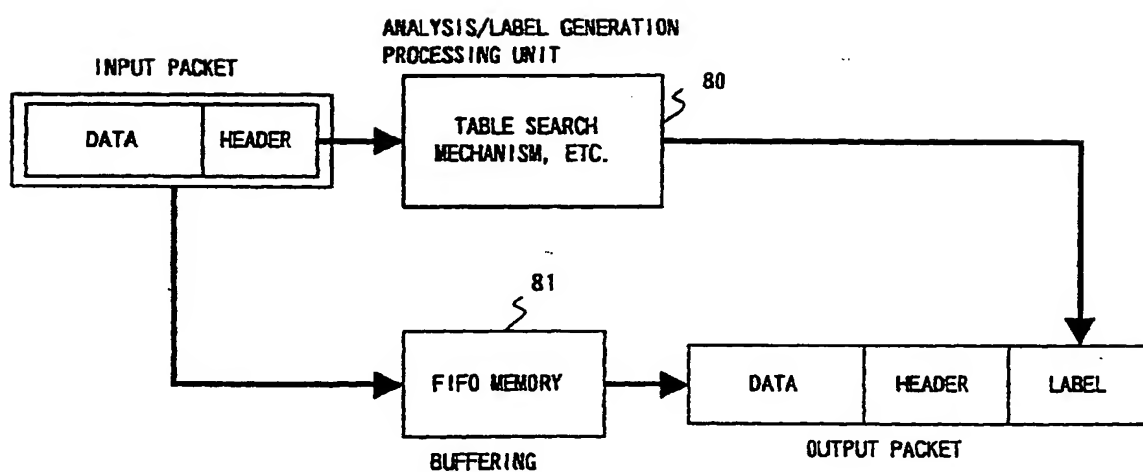 ANALYSIS/LABEL GENERATION
PROCESSING UNIT
INPUT PACKET
80
DATA
HEADER
TABLE SEARCH
MECHANISM, ETC.
81
FIFO MEMORY
DATA
HEADER
LABEL
BUFFERING
OUTPUT PACKET